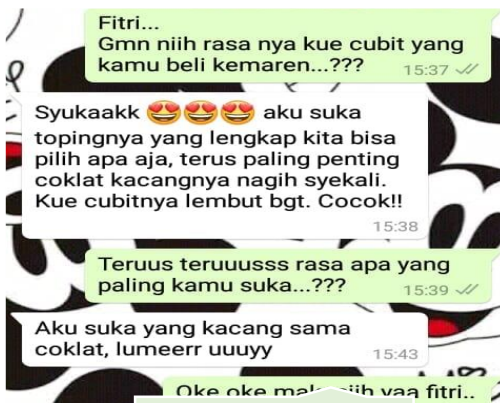 Fitri...
Gmn niih rasa nya kue cubit yang
kamu beli kemaren...???
15:37
Syukaakk 😍😍😍 aku suka
topingnya yang lengkap kita bisa
pilih apa aja, terus paling penting
coklat kacangnya nagih syekali.
Kue cubitnya lembut bgt. Cocok!!
15:38
Teruus teruuusss rasa apa yang
paling kamu suka...???
15:39
Aku suka yang kacang sama
coklat, lumeerr uuuyy
15:43
Oke oke yaa fitri..